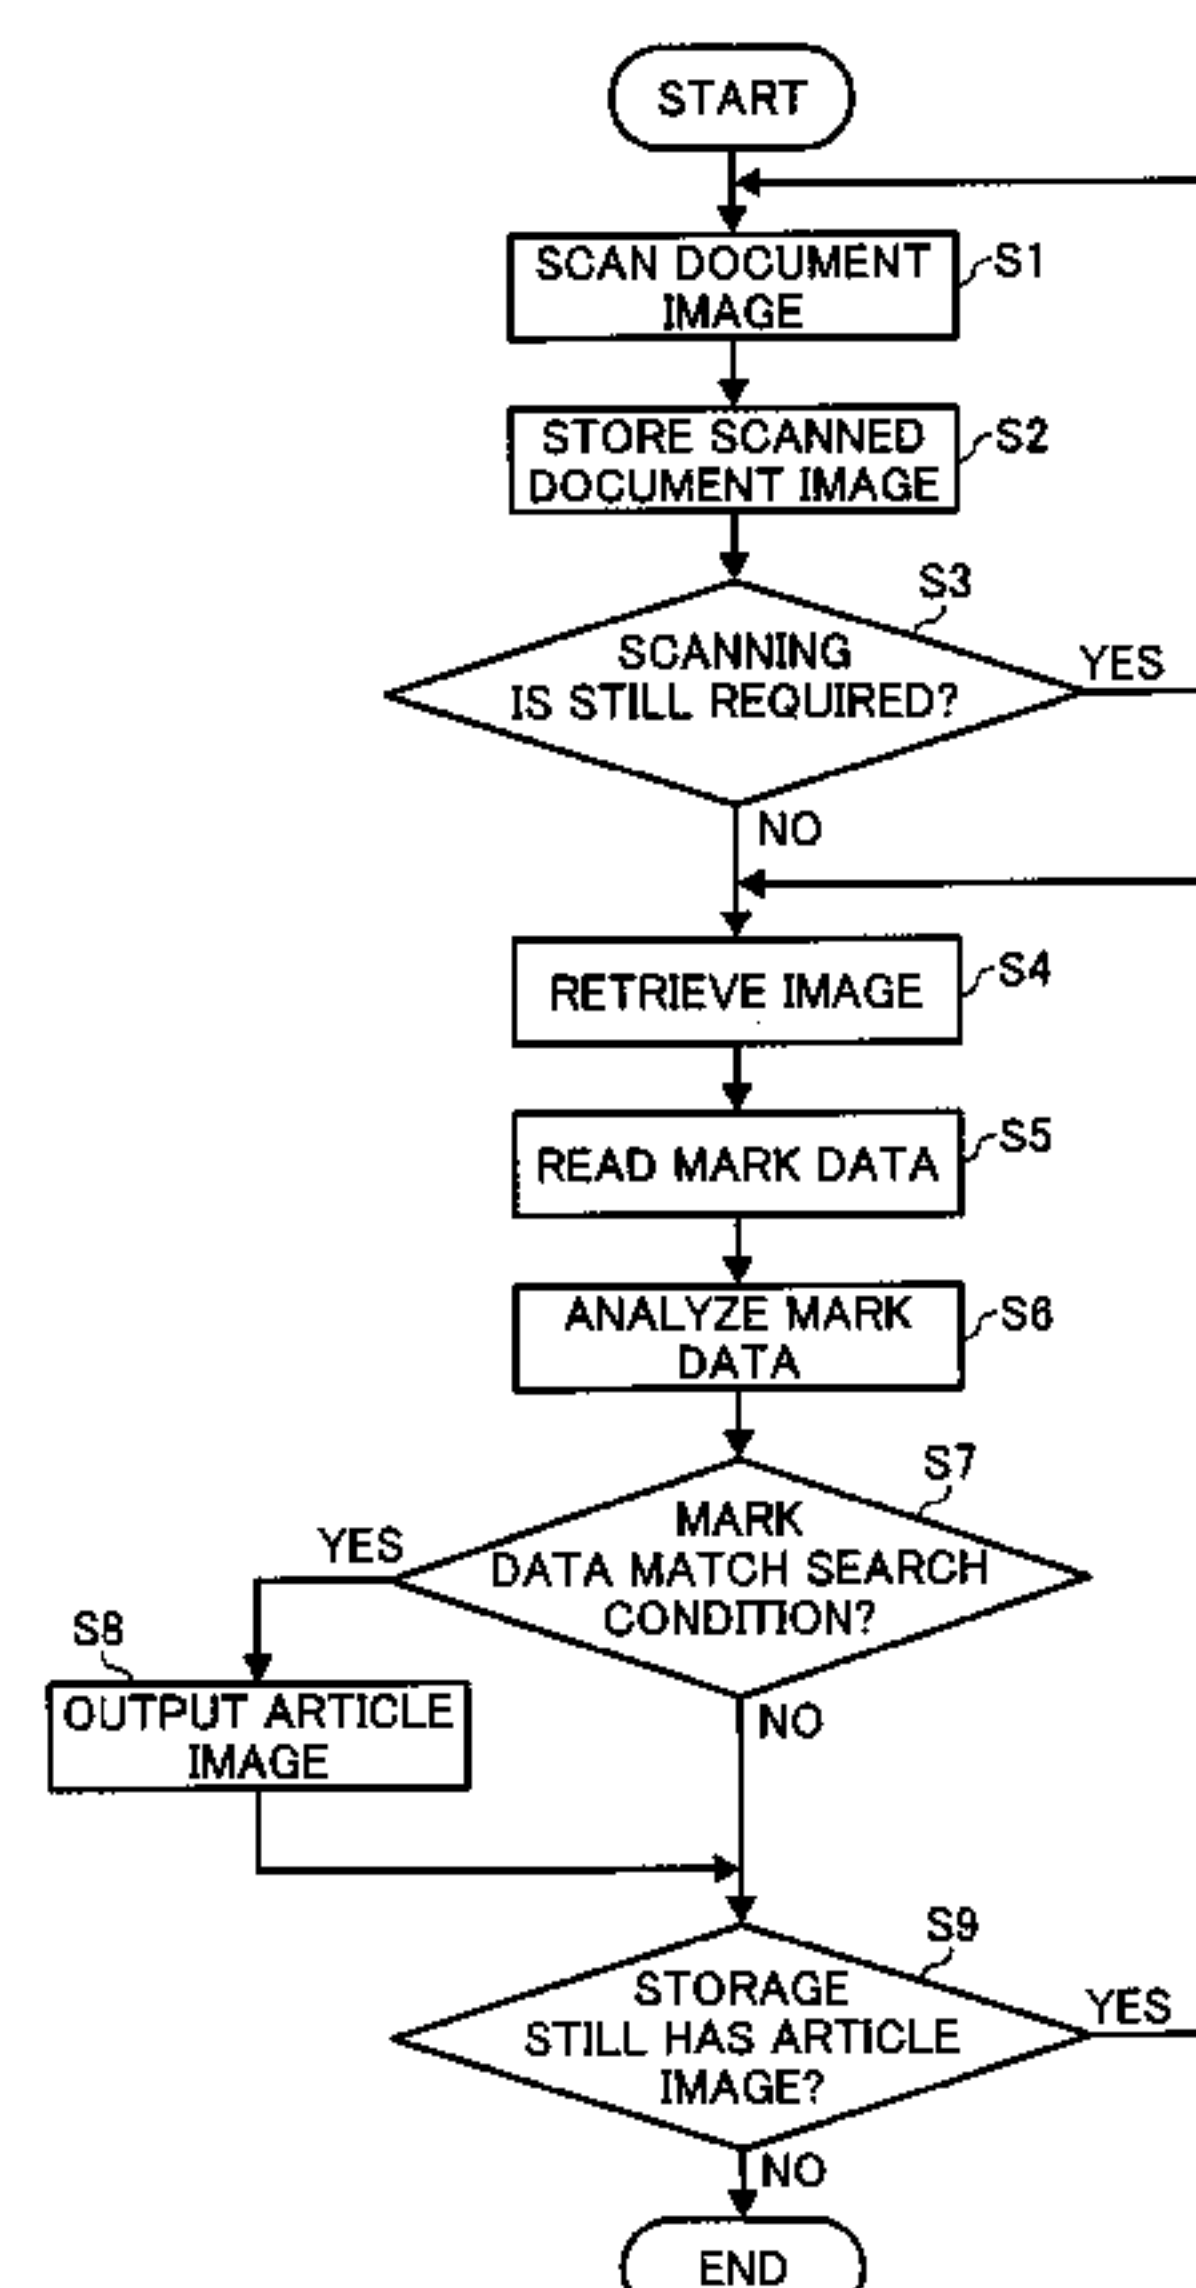 START
SCAN DOCUMENT
IMAGE
S1
STORE SCANNED
DOCUMENT IMAGE
S2
S3
SCANNING
IS STILL REQUIRED?
YES
NO
RETRIEVE IMAGE
S4
READ MARK DATA
S5
ANALYZE MARK
DATA
S6
S7
MARK
DATA MATCH SEARCH
CONDITION?
YES
NO
S8
OUTPUT ARTICLE
IMAGE
S9
STORAGE
STILL HAS ARTICLE
IMAGE?
YES
NO
END